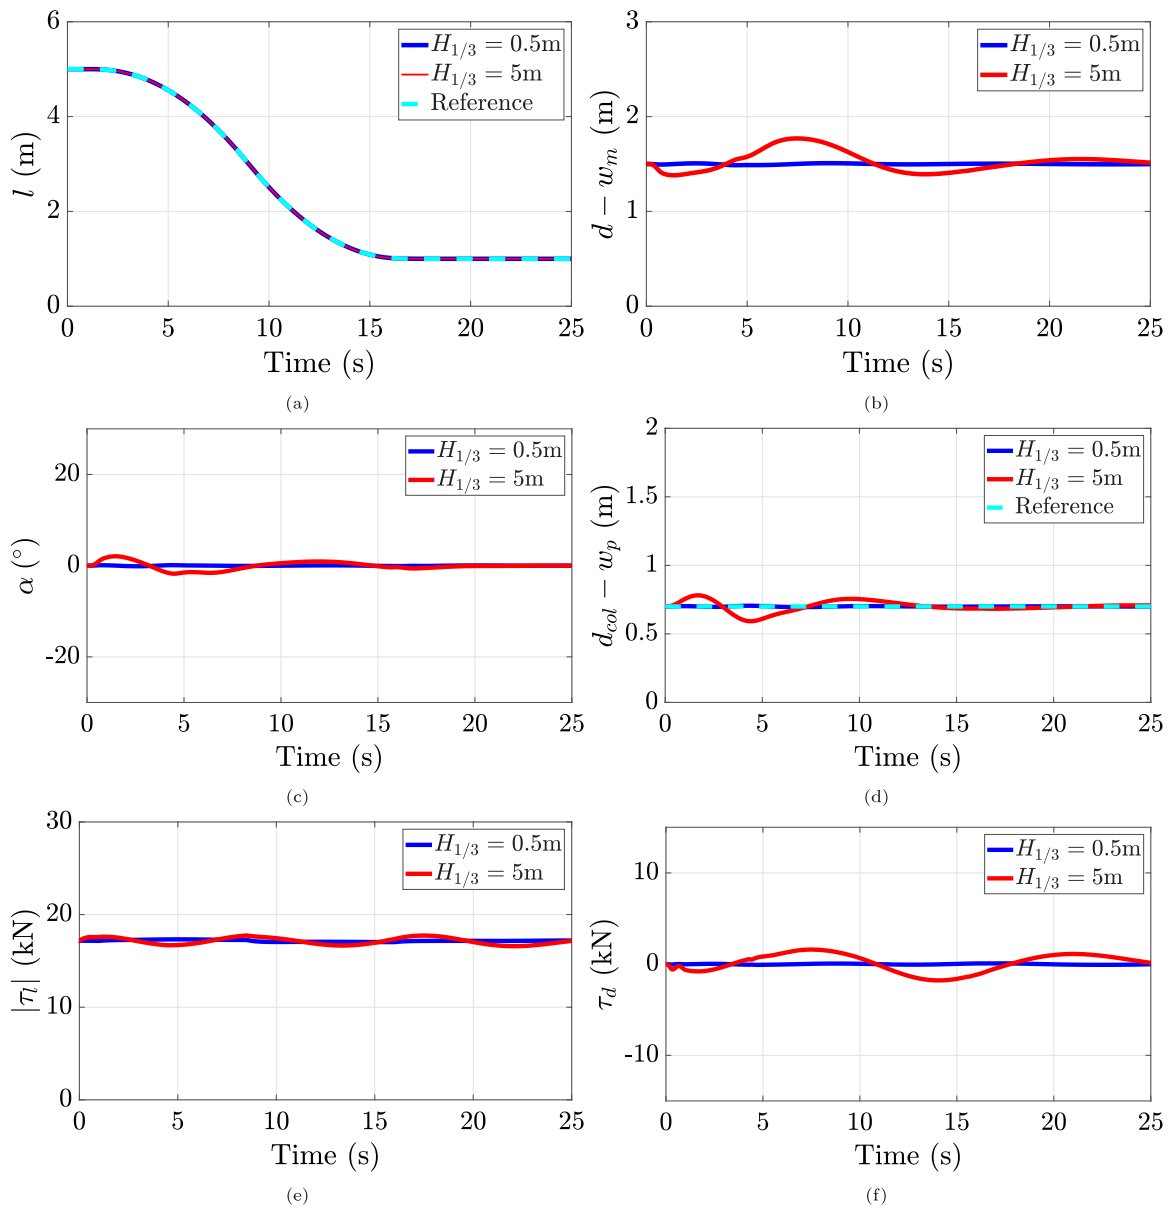 6
4
2
0
l (m)
H1/3 = 0.5m
H1/3 = 5m
Reference
0 5 10 15 20 25
Time (s)
(a)
3
2
1
0
d − wm (m)
H1/3 = 0.5m
H1/3 = 5m
0 5 10 15 20 25
Time (s)
(b)
20
0
-20
α (°)
H1/3 = 0.5m
H1/3 = 5m
0 5 10 15 20 25
Time (s)
(c)
2
1.5
1
0.5
0
dcol − wp (m)
H1/3 = 0.5m
H1/3 = 5m
Reference
0 5 10 15 20 25
Time (s)
(d)
30
20
10
0
|τl| (kN)
H1/3 = 0.5m
H1/3 = 5m
0 5 10 15 20 25
Time (s)
(e)
10
0
-10
τd (kN)
H1/3 = 0.5m
H1/3 = 5m
0 5 10 15 20 25
Time (s)
(f)